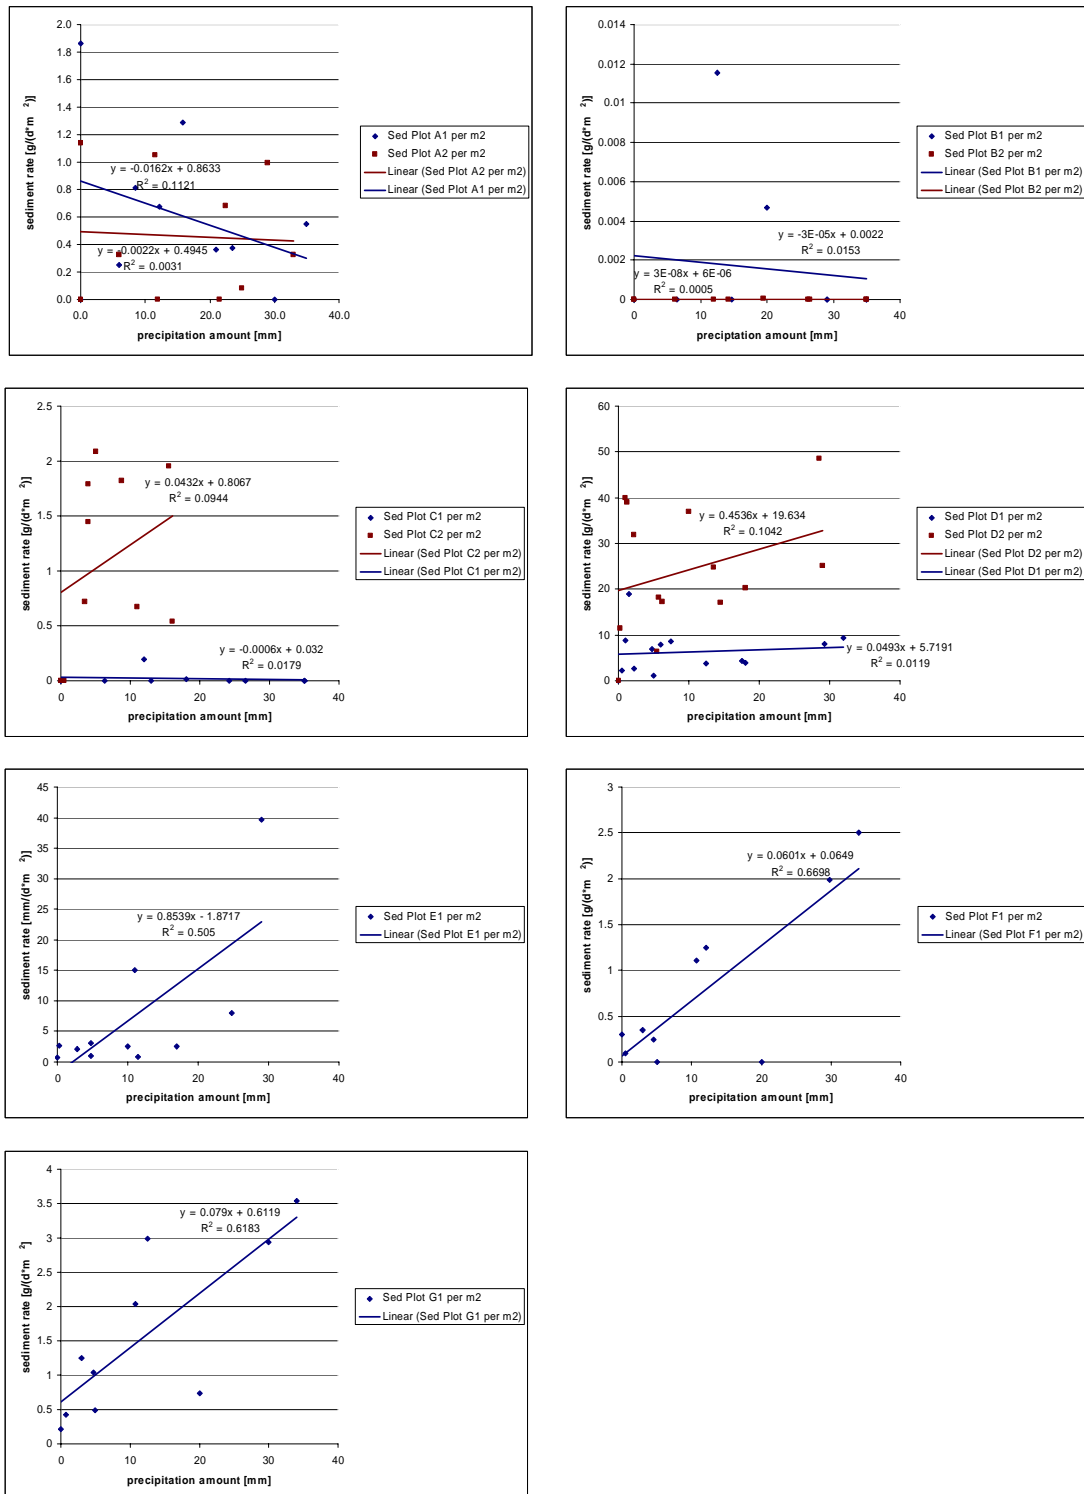 2.0
1.8
1.6
1.4
1.2
1.0
0.8
0.6
0.4
0.2
0.0
sediment rate [g/(d*m 2)]
y = -0.0162x + 0.8633
R2 = 0.1121
y = -0.0022x + 0.4945
R2 = 0.0031
0.0 10.0 20.0 30.0 40.0
precipitation amount [mm]
Sed Plot A1 per m2
Sed Plot A2 per m2
Linear (Sed Plot A2 per m2)
Linear (Sed Plot A1 per m2)
0.014
0.012
0.01
0.008
0.006
0.004
0.002
0
sediment rate [g/(d*m 2)]
y = -3E-05x + 0.0022
R2 = 0.0153
y = 3E-08x + 6E-06
R2 = 0.0005
0 10 20 30 40
precipitation amount [mm]
Sed Plot B1 per m2
Sed Plot B2 per m2
Linear (Sed Plot B1 per m2)
Linear (Sed Plot B2 per m2)
2.5
2
1.5
1
0.5
0
sediment rate [g/(d*m 2)]
y = 0.0432x + 0.8067
R2 = 0.0944
y = -0.0006x + 0.032
R2 = 0.0179
0 10 20 30 40
precipitation amount [mm]
Sed Plot C1 per m2
Sed Plot C2 per m2
Linear (Sed Plot C2 per m2)
Linear (Sed Plot C1 per m2)
60
50
40
30
20
10
0
sediment rate [g/(d*m 2)]
y = 0.4536x + 19.634
R2 = 0.1042
y = 0.0493x + 5.7191
R2 = 0.0119
0 10 20 30 40
precipitation amount [mm]
Sed Plot D1 per m2
Sed Plot D2 per m2
Linear (Sed Plot D2 per m2)
Linear (Sed Plot D1 per m2)
45
40
35
30
25
20
15
10
5
0
sediment rate [mm/(d*m 2)]
y = 0.8539x - 1.8717
R2 = 0.505
0 10 20 30 40
precipitation amount [mm]
Sed Plot E1 per m2
Linear (Sed Plot E1 per m2)
3
2.5
2
1.5
1
0.5
0
sediment rate [g/(d*m 2)]
y = 0.0601x + 0.0649
R2 = 0.6698
0 10 20 30 40
precipitation amount [mm]
Sed Plot F1 per m2
Linear (Sed Plot F1 per m2)
4
3.5
3
2.5
2
1.5
1
0.5
0
sediment rate [g/(d*m 2)]
y = 0.079x + 0.6119
R2 = 0.6183
0 10 20 30 40
precipitation amount [mm]
Sed Plot G1 per m2
Linear (Sed Plot G1 per m2)